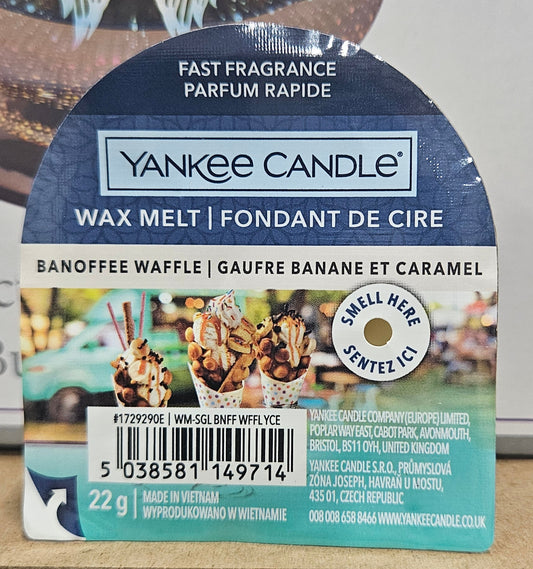 FAST FRAGRANCE
PARFUM RAPIDE
YANKEE CANDLE®
WAX MELT | FONDANT DE CIRE
BANOFFEE WAFFLE | GAUFRE BANANE ET CARAMEL
SMELL HERE
SENTEZ ICI
#1729290E | WM-SGL BNFF WFFL YCE
5 038581 149714
22 g
MADE IN VIETNAM
WYPRODUKOWANO W WIETNAMIE
YANKEE CANDLE COMPANY (EUROPE) LIMITED,
POPLAR WAY EAST, CABOT PARK, AVONMOUTH,
BRISTOL, BS11 0YH, UNITED KINGDOM
YANKEE CANDLE S.R.O., PRŮMYSLOVÁ
ZÓNA JOSEPH, HAVRAŇ U MOSTU,
435 01, CZECH REPUBLIC
008 008 658 8466 WWW.YANKEECANDLE.CO.UK